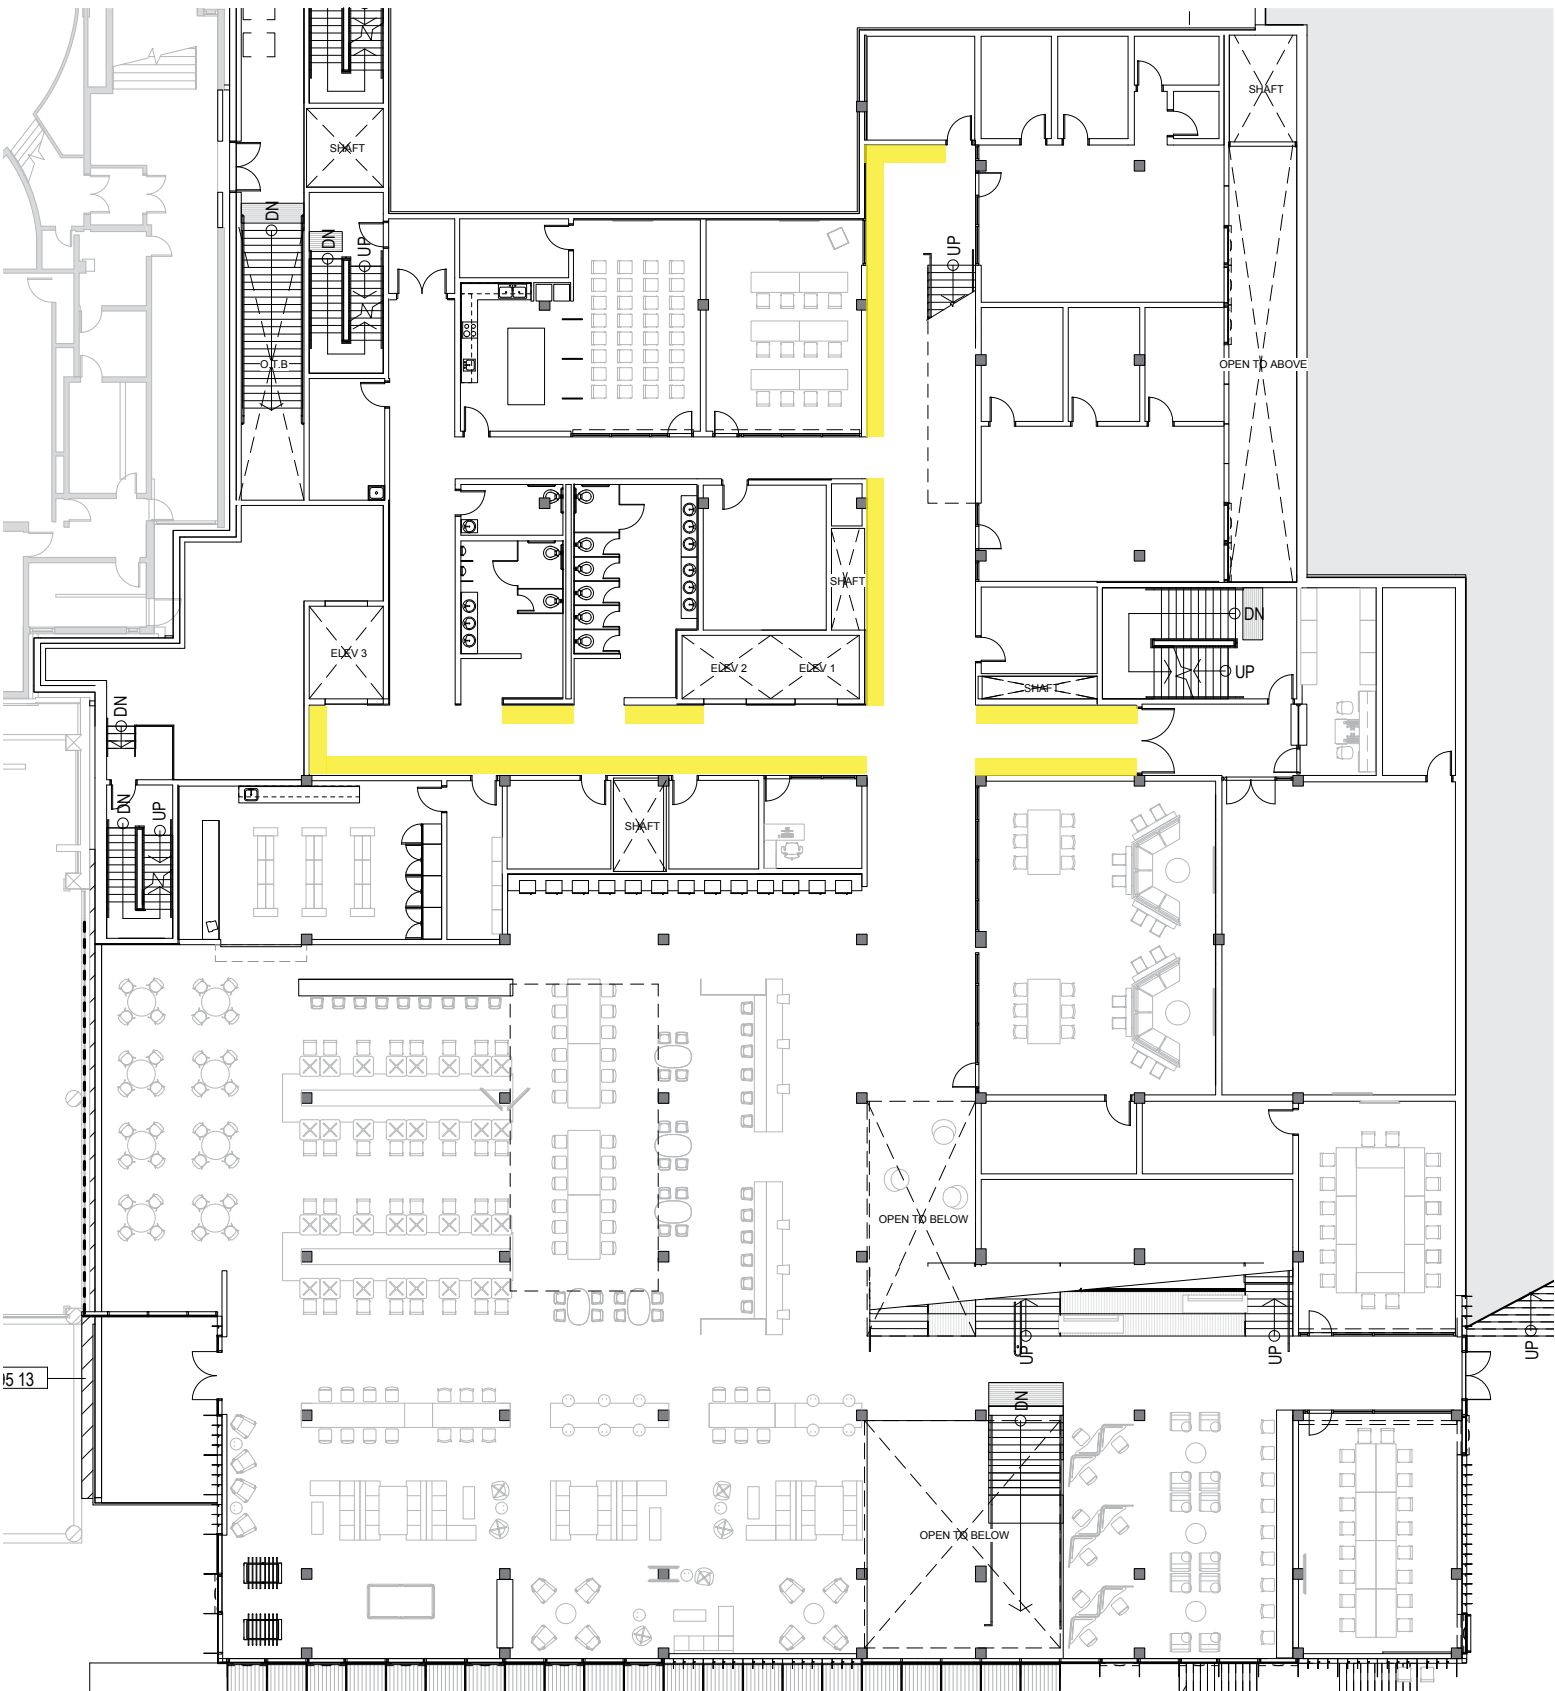 SHAFT
SHAFT
DN
DN
UP
UP
O.T.B
OPEN TO ABOVE
SHAFT
DN
ELEV 3
ELEV 2
ELEV 1
UP
SHAFT
DN
DN
UP
SHAFT
OPEN TO BELOW
UP
UP
UP
95 13
DN
OPEN TO BELOW